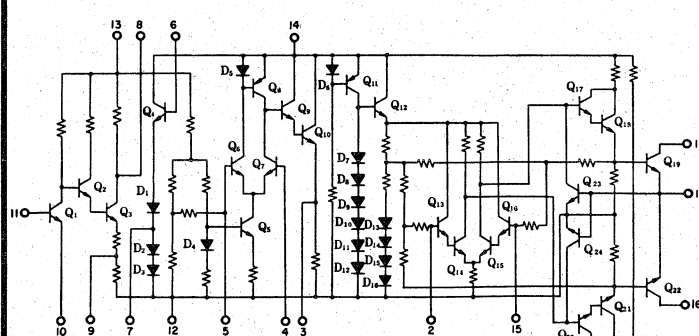 13 8 6 14
D5 Q8 D6 Q11
Q4 Q9 Q12 Q17
Q10 Q18
Q6 Q7 D7 Q19 1
Q2 D1 D8
Q1 Q3 D9 Q13 Q16 Q23
11 D4 Q5 D10 D13
D2 D11 D14 Q24
D3 D12 D15 Q14 Q15
D16 Q22
Q21 16
10 9 7 12 5 4 3 2 15